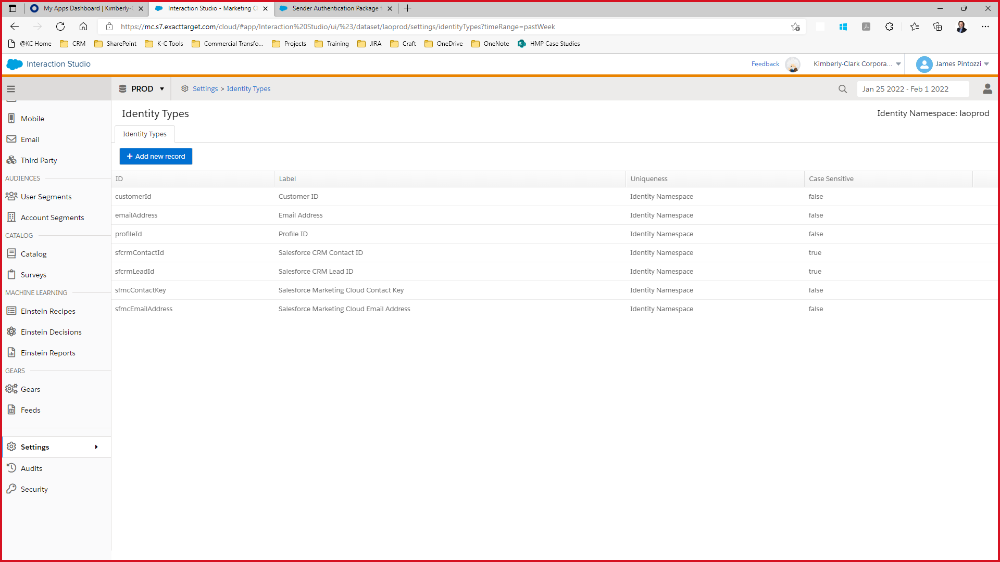 My Apps Dashboard | Kimberly-C
Interaction Studio - Marketing Cl
Sender Authentication Package f
https://mc.s7.exacttarget.com/cloud/#app/Interaction%20Studio/ui/%23/dataset/laoprod/settings/identityTypes?timeRange=pastWeek
@KC Home CRM SharePoint K-C Tools Commercial Transfo... Projects Training JIRA Craft OneDrive OneNote HMP Case Studies
Interaction Studio
Feedback
Kimberly-Clark Corpora...
James Pintozzi
PROD
Settings > Identity Types
Jan 25 2022 - Feb 1 2022
Mobile
Email
Third Party
AUDIENCES
User Segments
Account Segments
CATALOG
Catalog
Surveys
MACHINE LEARNING
Einstein Recipes
Einstein Decisions
Einstein Reports
GEARS
Gears
Feeds
Settings
Audits
Security
Identity Types
Identity Namespace: laoprod
Identity Types
+ Add new record
ID Label Uniqueness Case Sensitive
customerId Customer ID Identity Namespace false
emailAddress Email Address Identity Namespace false
profileId Profile ID Identity Namespace false
sfcrmContactId Salesforce CRM Contact ID Identity Namespace true
sfcrmLeadId Salesforce CRM Lead ID Identity Namespace true
sfmcContactKey Salesforce Marketing Cloud Contact Key Identity Namespace false
sfmcEmailAddress Salesforce Marketing Cloud Email Address Identity Namespace false